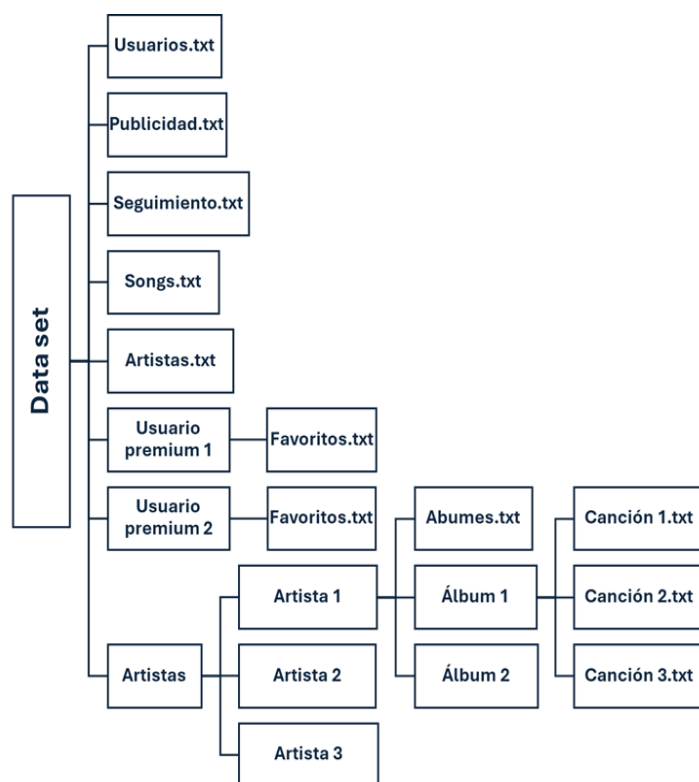 Data set
Usuarios.txt
Publicidad.txt
Seguimiento.txt
Songs.txt
Artistas.txt
Usuario
premium 1
Favoritos.txt
Usuario
premium 2
Favoritos.txt
Artistas
Artista 1
Artista 2
Artista 3
Abumes.txt
Álbum 1
Álbum 2
Canción 1.txt
Canción 2.txt
Canción 3.txt